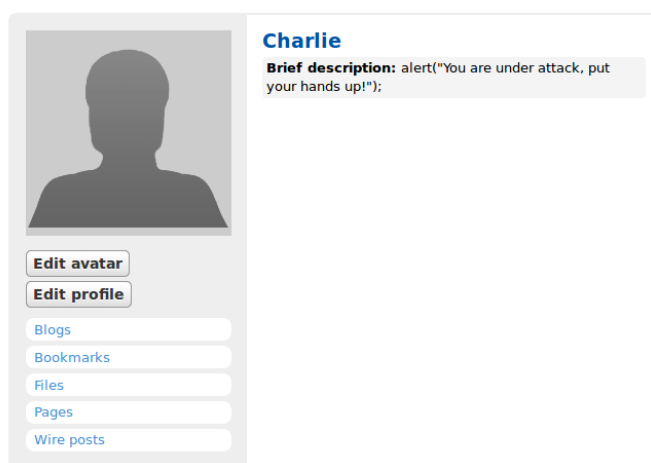 Charlie
Brief description: alert("You are under attack, put
your hands up!");
Edit avatar
Edit profile
Blogs
Bookmarks
Files
Pages
Wire posts